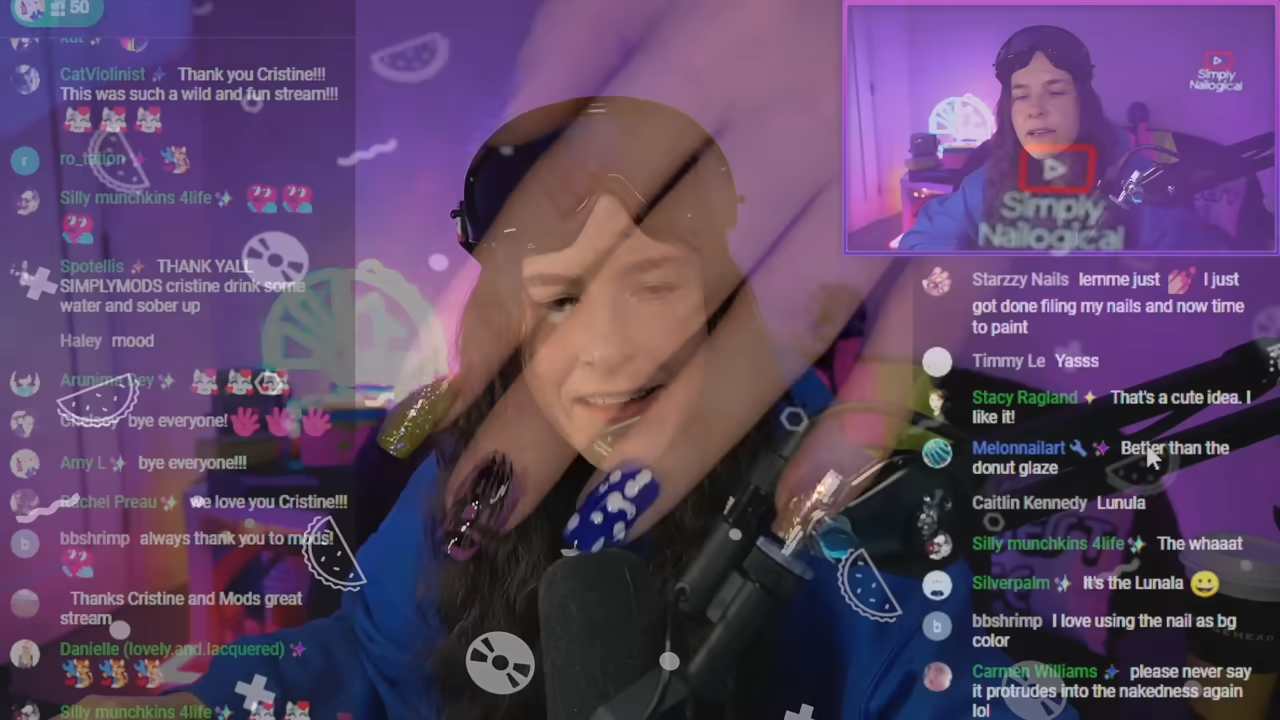 50
CatViolinist Thank you Cristine!!!
This was such a wild and fun stream!!!
ro_tation
Silly munchkins 4life
Spotellis THANK YALL
SIMPLYMODS cristine drink some
water and sober up
Haley mood
Arunima Dey
bye everyone!
Amy L bye everyone!!!
Rachel Preau we love you Cristine!!!
bbshrimp always thank you to mods!
Thanks Cristine and Mods great
stream
Danielle (lovely.and.lacquered)
Silly munchkins 4life
Simply
Nailogical
Simply
Nailogical
Starzzy Nails lemme just I just
got done filing my nails and now time
to paint
Timmy Le Yasss
Stacy Ragland That's a cute idea. I
like it!
Melonnailart Better than the
donut glaze
Caitlin Kennedy Lunula
Silly munchkins 4life The whaaat
Silverpalm It's the Lunala
bbshrimp I love using the nail as bg
color
Carmen Williams please never say
it protrudes into the nakedness again
lol